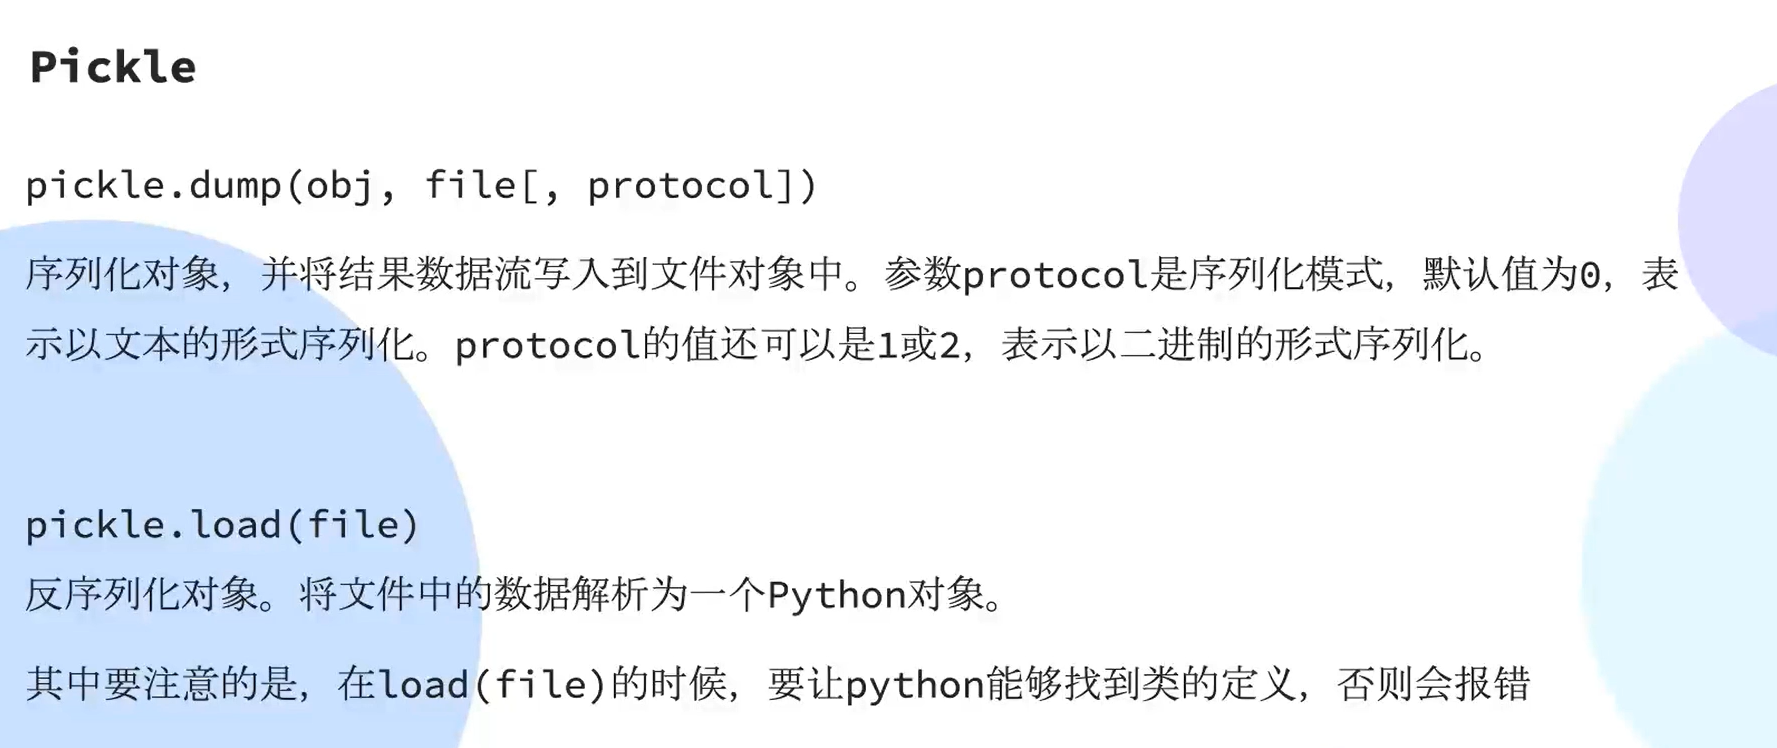 Pickle
pickle.dump(obj, file[, protocol])
序列化对象，并将结果数据流写入到文件对象中。参数protocol是序列化模式，默认值为0，表
示以文本的形式序列化。protocol的值还可以是1或2，表示以二进制的形式序列化。
pickle.load(file)
反序列化对象。将文件中的数据解析为一个Python对象。
其中要注意的是，在load(file)的时候，要让python能够找到类的定义，否则会报错